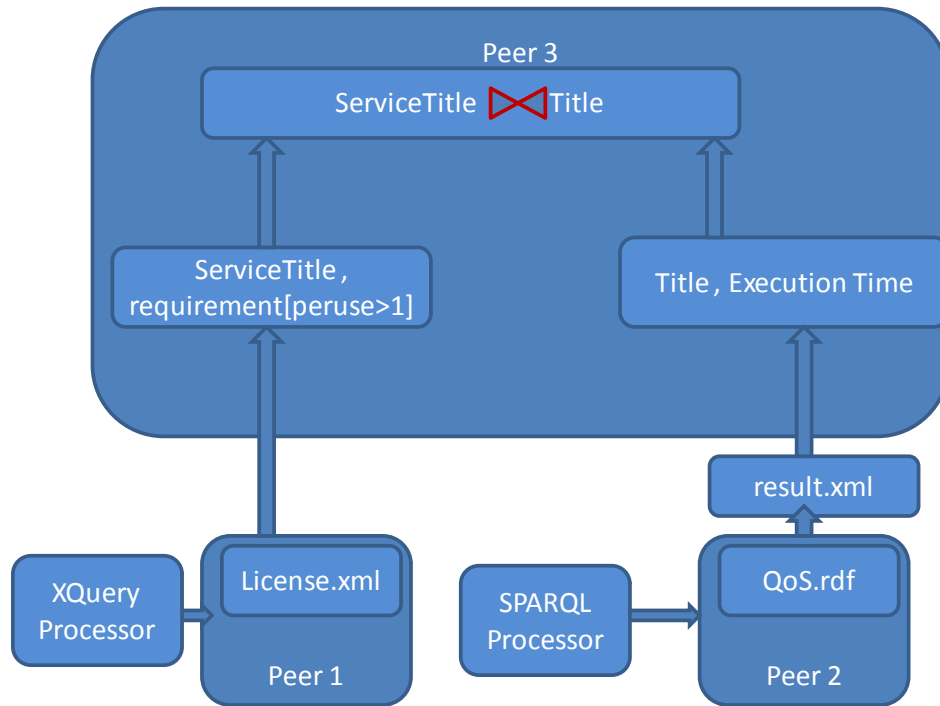 Peer 3
ServiceTitle Title
ServiceTitle ,
requirement[peruse>1]
Title , Execution Time
result.xml
XQuery
Processor
License.xml
Peer 1
SPARQL
Processor
QoS.rdf
Peer 2